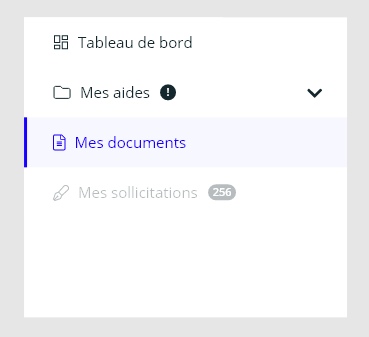 Tableau de bord
Mes aides !
Mes documents
Mes sollicitations 256